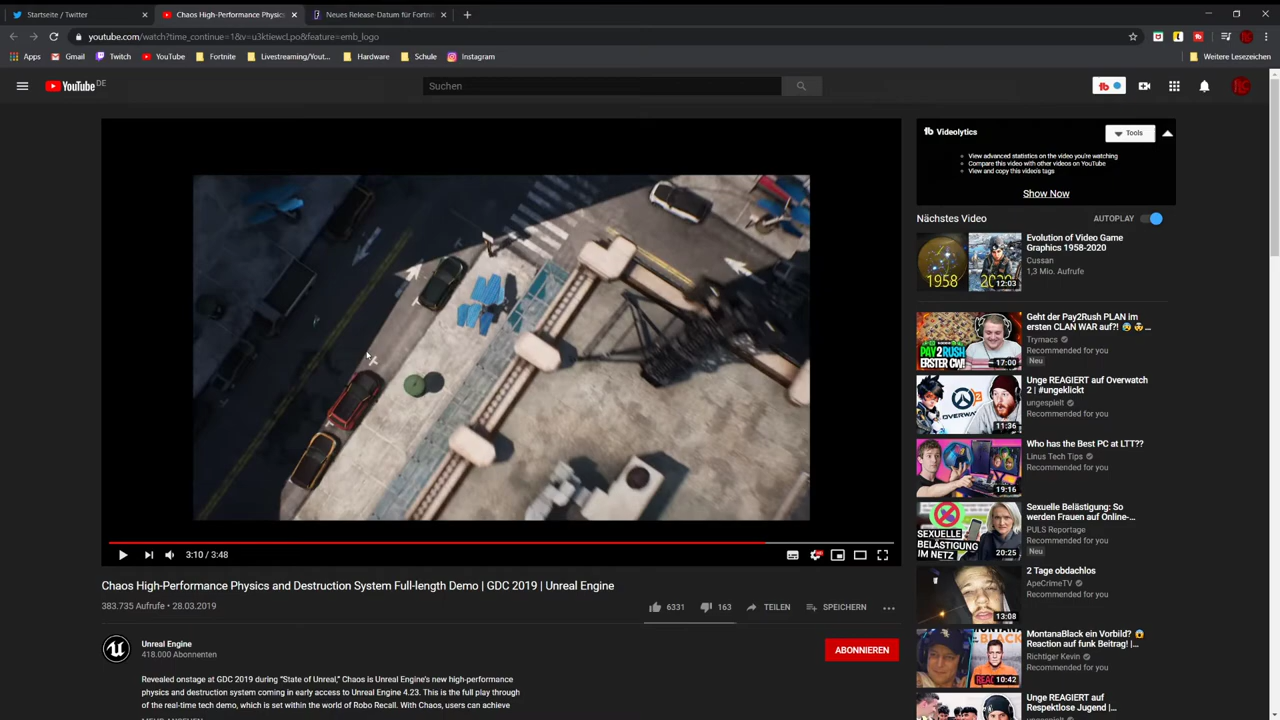 Startseite / Twitter
Chaos High-Performance Physics
Neues Release-Datum für Fortnit
youtube.com/watch?time_continue=1&v=u3ktiewcLpo&feature=emb_logo
Apps
Gmail
Twitch
YouTube
Fortnite
Livestreaming/Yout...
Hardware
Schule
Instagram
Weitere Lesezeichen
YouTube DE
Suchen
Videolytics
Tools
View advanced statistics on the video you're watching
Compare this video with other videos on YouTube
View and copy this video's tags
Show Now
Nächstes Video
AUTOPLAY
1958
12:03
Evolution of Video Game
Graphics 1958-2020
Cussan
1,3 Mio. Aufrufe
PAY2RUSH
ERSTER CW!
17:00
Geht der Pay2Rush PLAN im
ersten CLAN WAR auf?!
Trymacs
Recommended for you
Neu
OVERW
11:36
Unge REAGIERT auf Overwatch
2 | #ungeklickt
ungespielt
Recommended for you
19:16
Who has the Best PC at LTT??
Linus Tech Tips
Recommended for you
SEXUELLE
BELÄSTIGUNG
IM NETZ
20:25
Sexuelle Belästigung: So
werden Frauen auf Online-...
PULS Reportage
Recommended for you
Neu
13:08
2 Tage obdachlos
ApeCrimeTV
Recommended for you
MONTANA
BLACK
REAC
10:42
MontanaBlack ein Vorbild?
Reaction auf funk Beitrag! |...
Richtiger Kevin
Recommended for you
Unge REAGIERT auf
Respektlose Jugend |...
3:10 / 3:48
Chaos High-Performance Physics and Destruction System Full-length Demo | GDC 2019 | Unreal Engine
383.735 Aufrufe • 28.03.2019
6331
163
TEILEN
SPEICHERN
Unreal Engine
418.000 Abonnenten
ABONNIEREN
Revealed onstage at GDC 2019 during "State of Unreal," Chaos is Unreal Engine's new high-performance
physics and destruction system coming in early access to Unreal Engine 4.23. This is the full play through
of the real-time tech demo, which is set within the world of Robo Recall. With Chaos, users can achieve